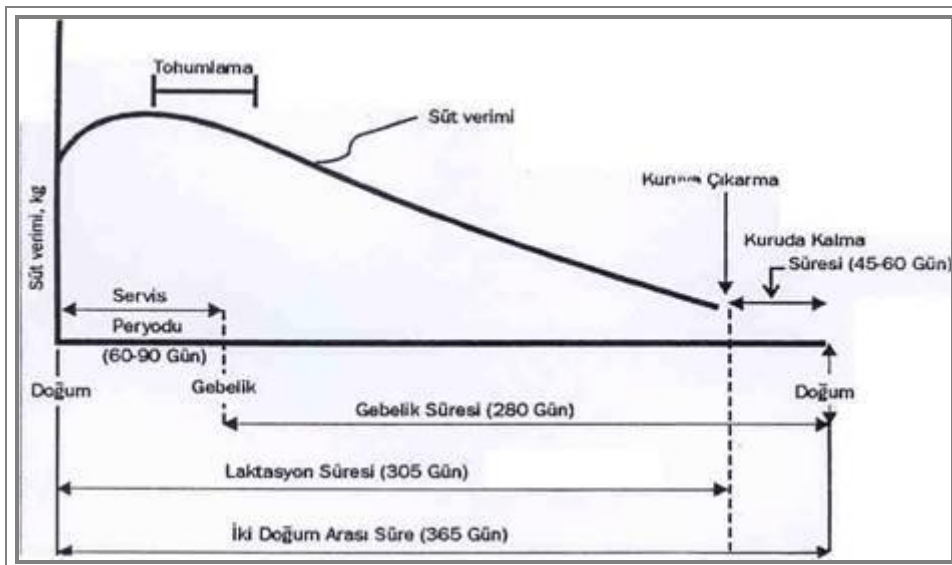 Tohumlama
Süt verimi
Çıkarma
Kuruda Kalma
Süresi (45-60 Gün)
Süt verimi, kg
Servis
Peryodu
(60-90 Gün)
Doğum
Gebelik
Doğum
Gebelik Süresi (280 Gün)
Laktasyon Süresi (305 Gün)
İki Doğum Arası Süre (365 Gün)